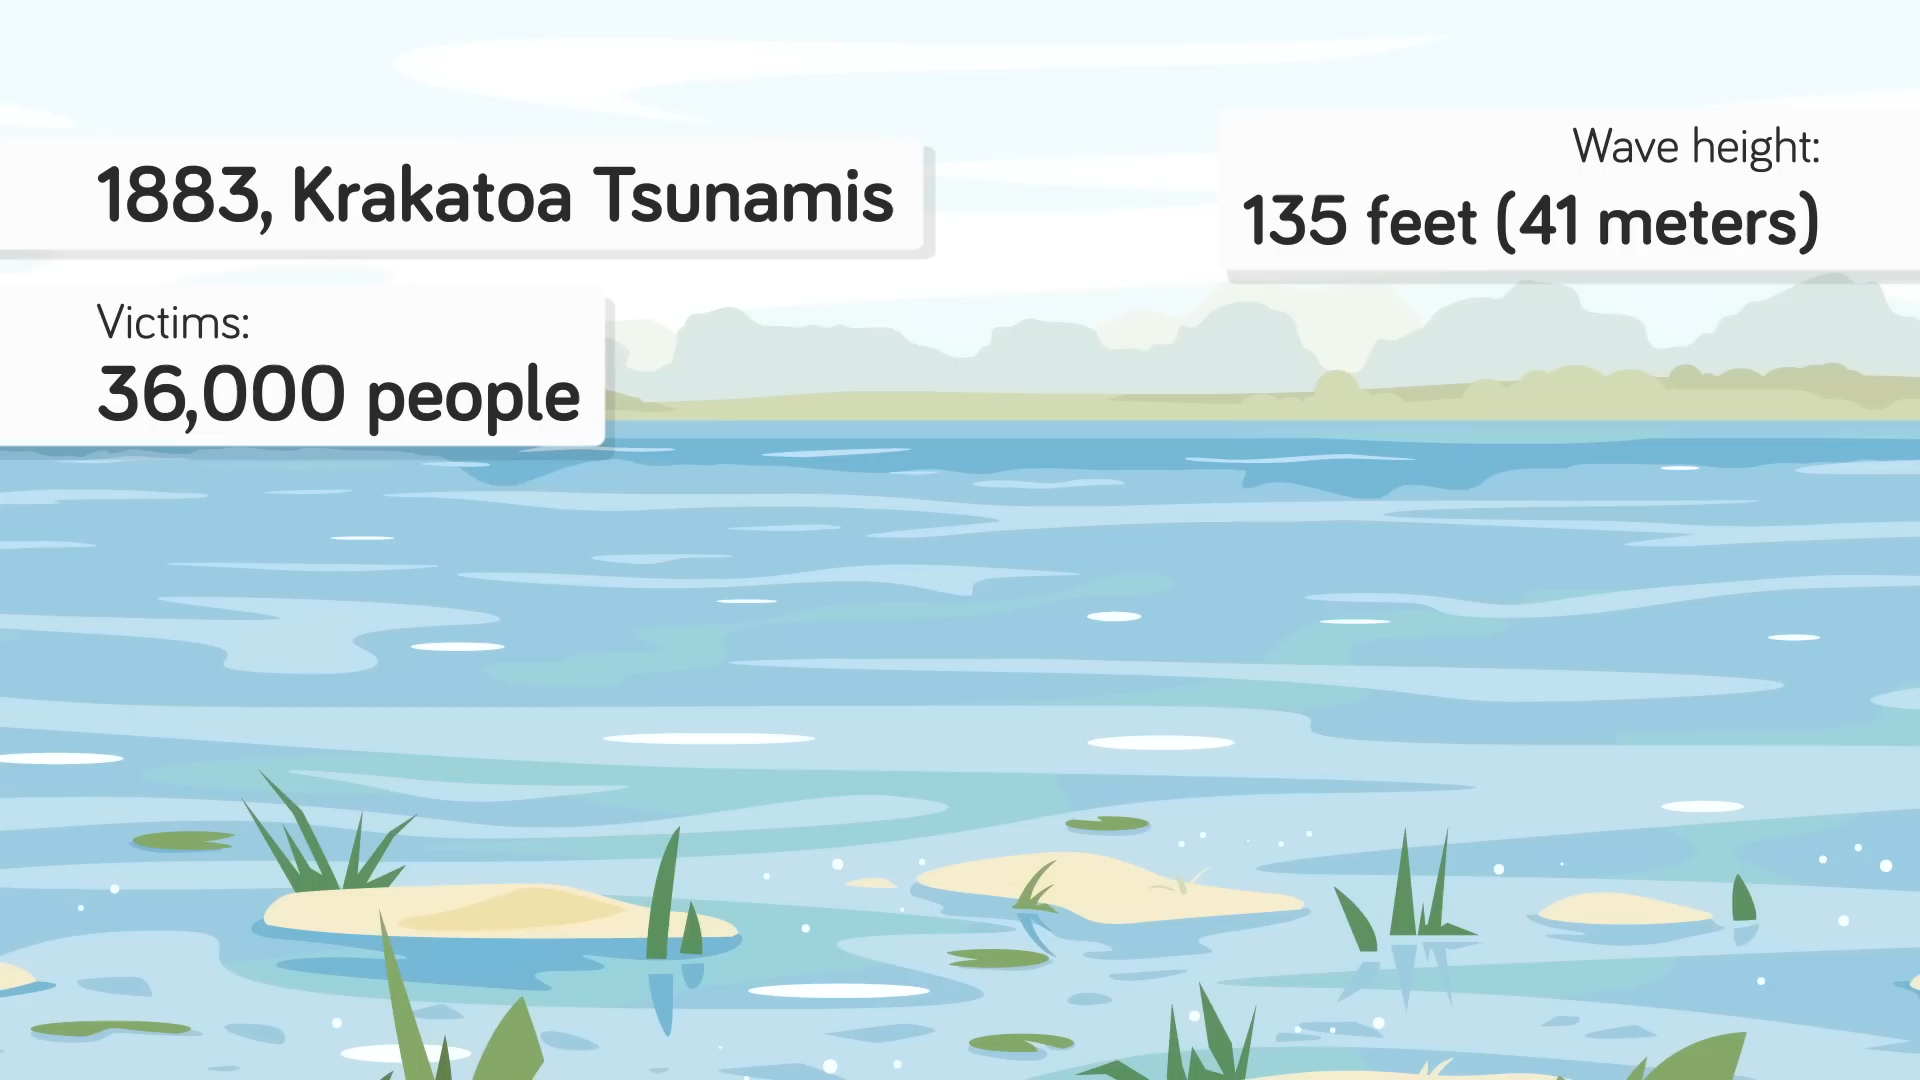 1883, Krakatoa Tsunamis
Victims:
36,000 people
Wave height:
135 feet (41 meters)